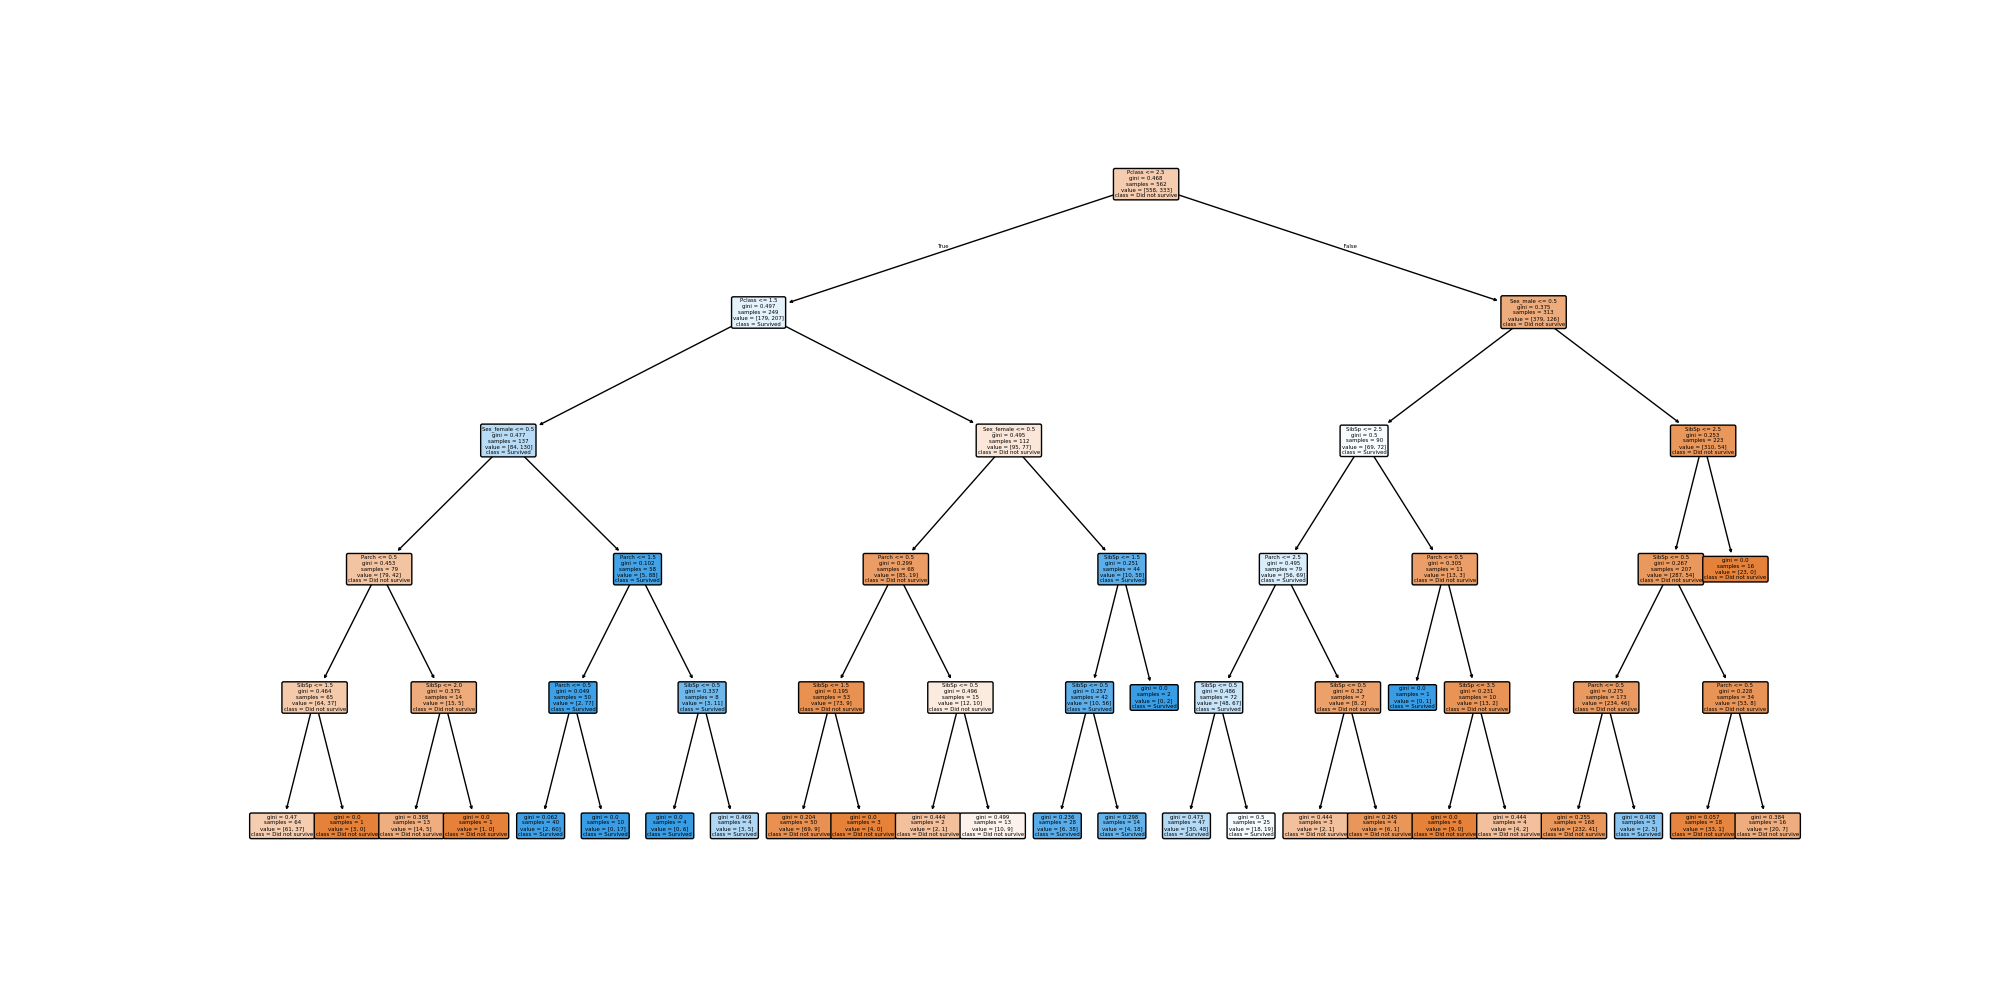 Pclass <= 2.5
gini = 0.468
samples = 562
value = [558, 333]
class = Did not survive
True
False
Pclass <= 1.5
gini = 0.497
samples = 249
value = [179, 207]
class = Survived
Sex_male <= 0.5
gini = 0.375
samples = 313
value = [379, 126]
class = Did not survive
Sex_female <= 0.5
gini = 0.477
samples = 137
value = [84, 130]
class = Survived
Sex_female <= 0.5
gini = 0.495
samples = 112
value = [95, 77]
class = Did not survive
SibSp <= 2.5
gini = 0.5
samples = 90
value = [69, 72]
class = Survived
SibSp <= 2.5
gini = 0.253
samples = 223
value = [310, 54]
class = Did not survive
Parch <= 0.5
gini = 0.453
samples = 79
value = [79, 42]
class = Did not survive
Parch <= 1.5
gini = 0.102
samples = 58
value = [5, 88]
class = Survived
Parch <= 0.5
gini = 0.299
samples = 68
value = [85, 19]
class = Did not survive
SibSp <= 1.5
gini = 0.251
samples = 44
value = [10, 58]
class = Survived
Parch <= 2.5
gini = 0.495
samples = 79
value = [56, 69]
class = Survived
Parch <= 0.5
gini = 0.305
samples = 11
value = [13, 3]
class = Did not survive
SibSp <= 0.5
gini = 0.267
samples = 207
value = [287, 54]
class = Did not survive
gini = 0.0
samples = 16
value = [23, 0]
class = Did not survive
SibSp <= 1.5
gini = 0.464
samples = 65
value = [64, 37]
class = Did not survive
SibSp <= 2.0
gini = 0.375
samples = 14
value = [15, 5]
class = Did not survive
Parch <= 0.5
gini = 0.049
samples = 50
value = [2, 77]
class = Survived
SibSp <= 0.5
gini = 0.337
samples = 8
value = [3, 11]
class = Survived
SibSp <= 1.5
gini = 0.195
samples = 53
value = [73, 9]
class = Did not survive
SibSp <= 0.5
gini = 0.496
samples = 15
value = [12, 10]
class = Did not survive
SibSp <= 0.5
gini = 0.257
samples = 42
value = [10, 56]
class = Survived
gini = 0.0
samples = 2
value = [0, 2]
class = Survived
SibSp <= 0.5
gini = 0.486
samples = 72
value = [48, 67]
class = Survived
SibSp <= 0.5
gini = 0.32
samples = 7
value = [8, 2]
class = Did not survive
gini = 0.0
samples = 1
value = [0, 1]
class = Survived
SibSp <= 3.5
gini = 0.231
samples = 10
value = [13, 2]
class = Did not survive
Parch <= 0.5
gini = 0.275
samples = 173
value = [234, 46]
class = Did not survive
Parch <= 0.5
gini = 0.228
samples = 34
value = [53, 8]
class = Did not survive
gini = 0.47
samples = 64
value = [61, 37]
class = Did not survive
gini = 0.0
samples = 1
value = [3, 0]
class = Did not survive
gini = 0.388
samples = 13
value = [14, 5]
class = Did not survive
gini = 0.0
samples = 1
value = [1, 0]
class = Did not survive
gini = 0.062
samples = 40
value = [2, 60]
class = Survived
gini = 0.0
samples = 10
value = [0, 17]
class = Survived
gini = 0.0
samples = 4
value = [0, 6]
class = Survived
gini = 0.469
samples = 4
value = [3, 5]
class = Survived
gini = 0.204
samples = 50
value = [69, 9]
class = Did not survive
gini = 0.0
samples = 3
value = [4, 0]
class = Did not survive
gini = 0.444
samples = 2
value = [2, 1]
class = Did not survive
gini = 0.499
samples = 13
value = [10, 9]
class = Did not survive
gini = 0.236
samples = 28
value = [6, 38]
class = Survived
gini = 0.298
samples = 14
value = [4, 18]
class = Survived
gini = 0.473
samples = 47
value = [30, 48]
class = Survived
gini = 0.5
samples = 25
value = [18, 19]
class = Survived
gini = 0.444
samples = 3
value = [2, 1]
class = Did not survive
gini = 0.245
samples = 4
value = [6, 1]
class = Did not survive
gini = 0.0
samples = 6
value = [9, 0]
class = Did not survive
gini = 0.444
samples = 4
value = [4, 2]
class = Did not survive
gini = 0.255
samples = 168
value = [232, 41]
class = Did not survive
gini = 0.408
samples = 5
value = [2, 5]
class = Survived
gini = 0.057
samples = 18
value = [33, 1]
class = Did not survive
gini = 0.384
samples = 16
value = [20, 7]
class = Did not survive